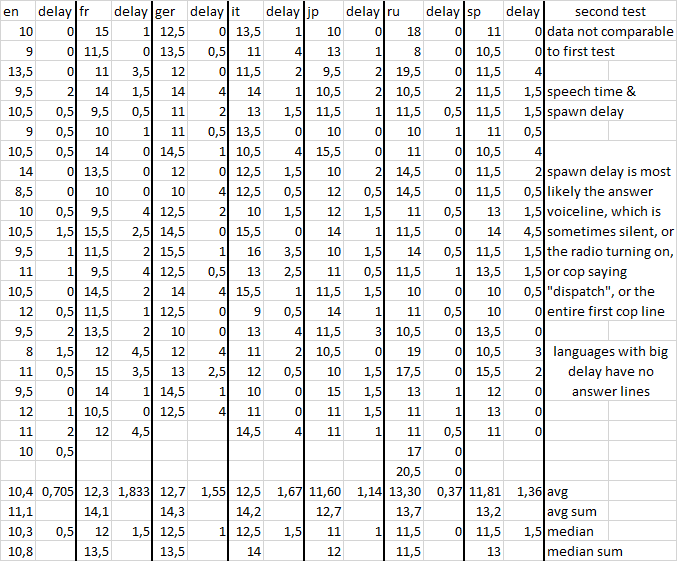 en delay fr delay ger delay it delay jp delay ru delay sp delay second test
10 0 15 1 12,5 0 13,5 1 10 0 18 0 11 0 data not comparable
9 0 11,5 0 13,5 0,5 11 4 13 1 8 0 10,5 0 to first test
13,5 0 11 3,5 12 0 11,5 2 9,5 2 19,5 0 11,5 4
9,5 2 14 1,5 14 4 14 1 10,5 2 10,5 2 11,5 1,5 speech time &
10,5 0,5 9,5 0,5 11 2 13 1,5 11,5 1 11,5 0,5 11,5 1,5 spawn delay
9 0,5 10 1 11 0,5 13,5 0 10 0 10 1 11 0,5
10,5 0,5 14 0 14,5 1 10,5 4 15,5 0 11 0 10,5 4
14 0 13,5 0 12 0 12,5 1,5 10 2 14,5 0 11,5 2 spawn delay is most
8,5 0 10 0 10 4 12,5 0,5 12 0,5 14,5 0 11,5 0,5 likely the answer
10 0,5 9,5 4 12,5 2 10 1,5 12 1,5 11 0,5 13 1,5 voiceline, which is
10,5 1,5 15,5 2,5 14,5 0 15,5 0 14 1 11,5 0 14 4,5 sometimes silent, or
9,5 1 11,5 2 15,5 1 16 3,5 10 1,5 14 0,5 11,5 1,5 the radio turning on,
11 1 9,5 4 12,5 0,5 13 2,5 11 0,5 11,5 1 13,5 1,5 or cop saying
10,5 0 14,5 2 14 4 15,5 1 11,5 1,5 10 0 10 0,5 "dispatch", or the
12 0,5 11,5 1 12,5 0 9 0,5 14 1 11 0,5 10 0 entire first cop line
9,5 2 13,5 2 10 0 13 4 11,5 3 10,5 0 13,5 0
8 1,5 12 4,5 12 4 11 2 10,5 0 19 0 10,5 3 languages with big
11 0,5 15 3,5 13 2,5 12 0,5 10 1,5 17,5 0 15,5 2 delay have no
9,5 0 14 1 14,5 1 10 0 15 1,5 13 1 12 0 answer lines
12 1 10,5 0 12,5 4 11 0 11 1,5 11 1 13 0
11 2 12 4,5 14,5 4 11 1 11 0,5 11 0
10 0,5 17 0
20,5 0
10,4 0,705 12,3 1,833 12,7 1,55 12,5 1,67 11,60 1,14 13,30 0,37 11,81 1,36 avg
11,1 14,1 14,3 14,2 12,7 13,7 13,2 avg sum
10,3 0,5 12 1,5 12,5 1 12,5 1,5 11 1 11,5 0 11,5 1,5 median
10,8 13,5 13,5 14 12 11,5 13 median sum